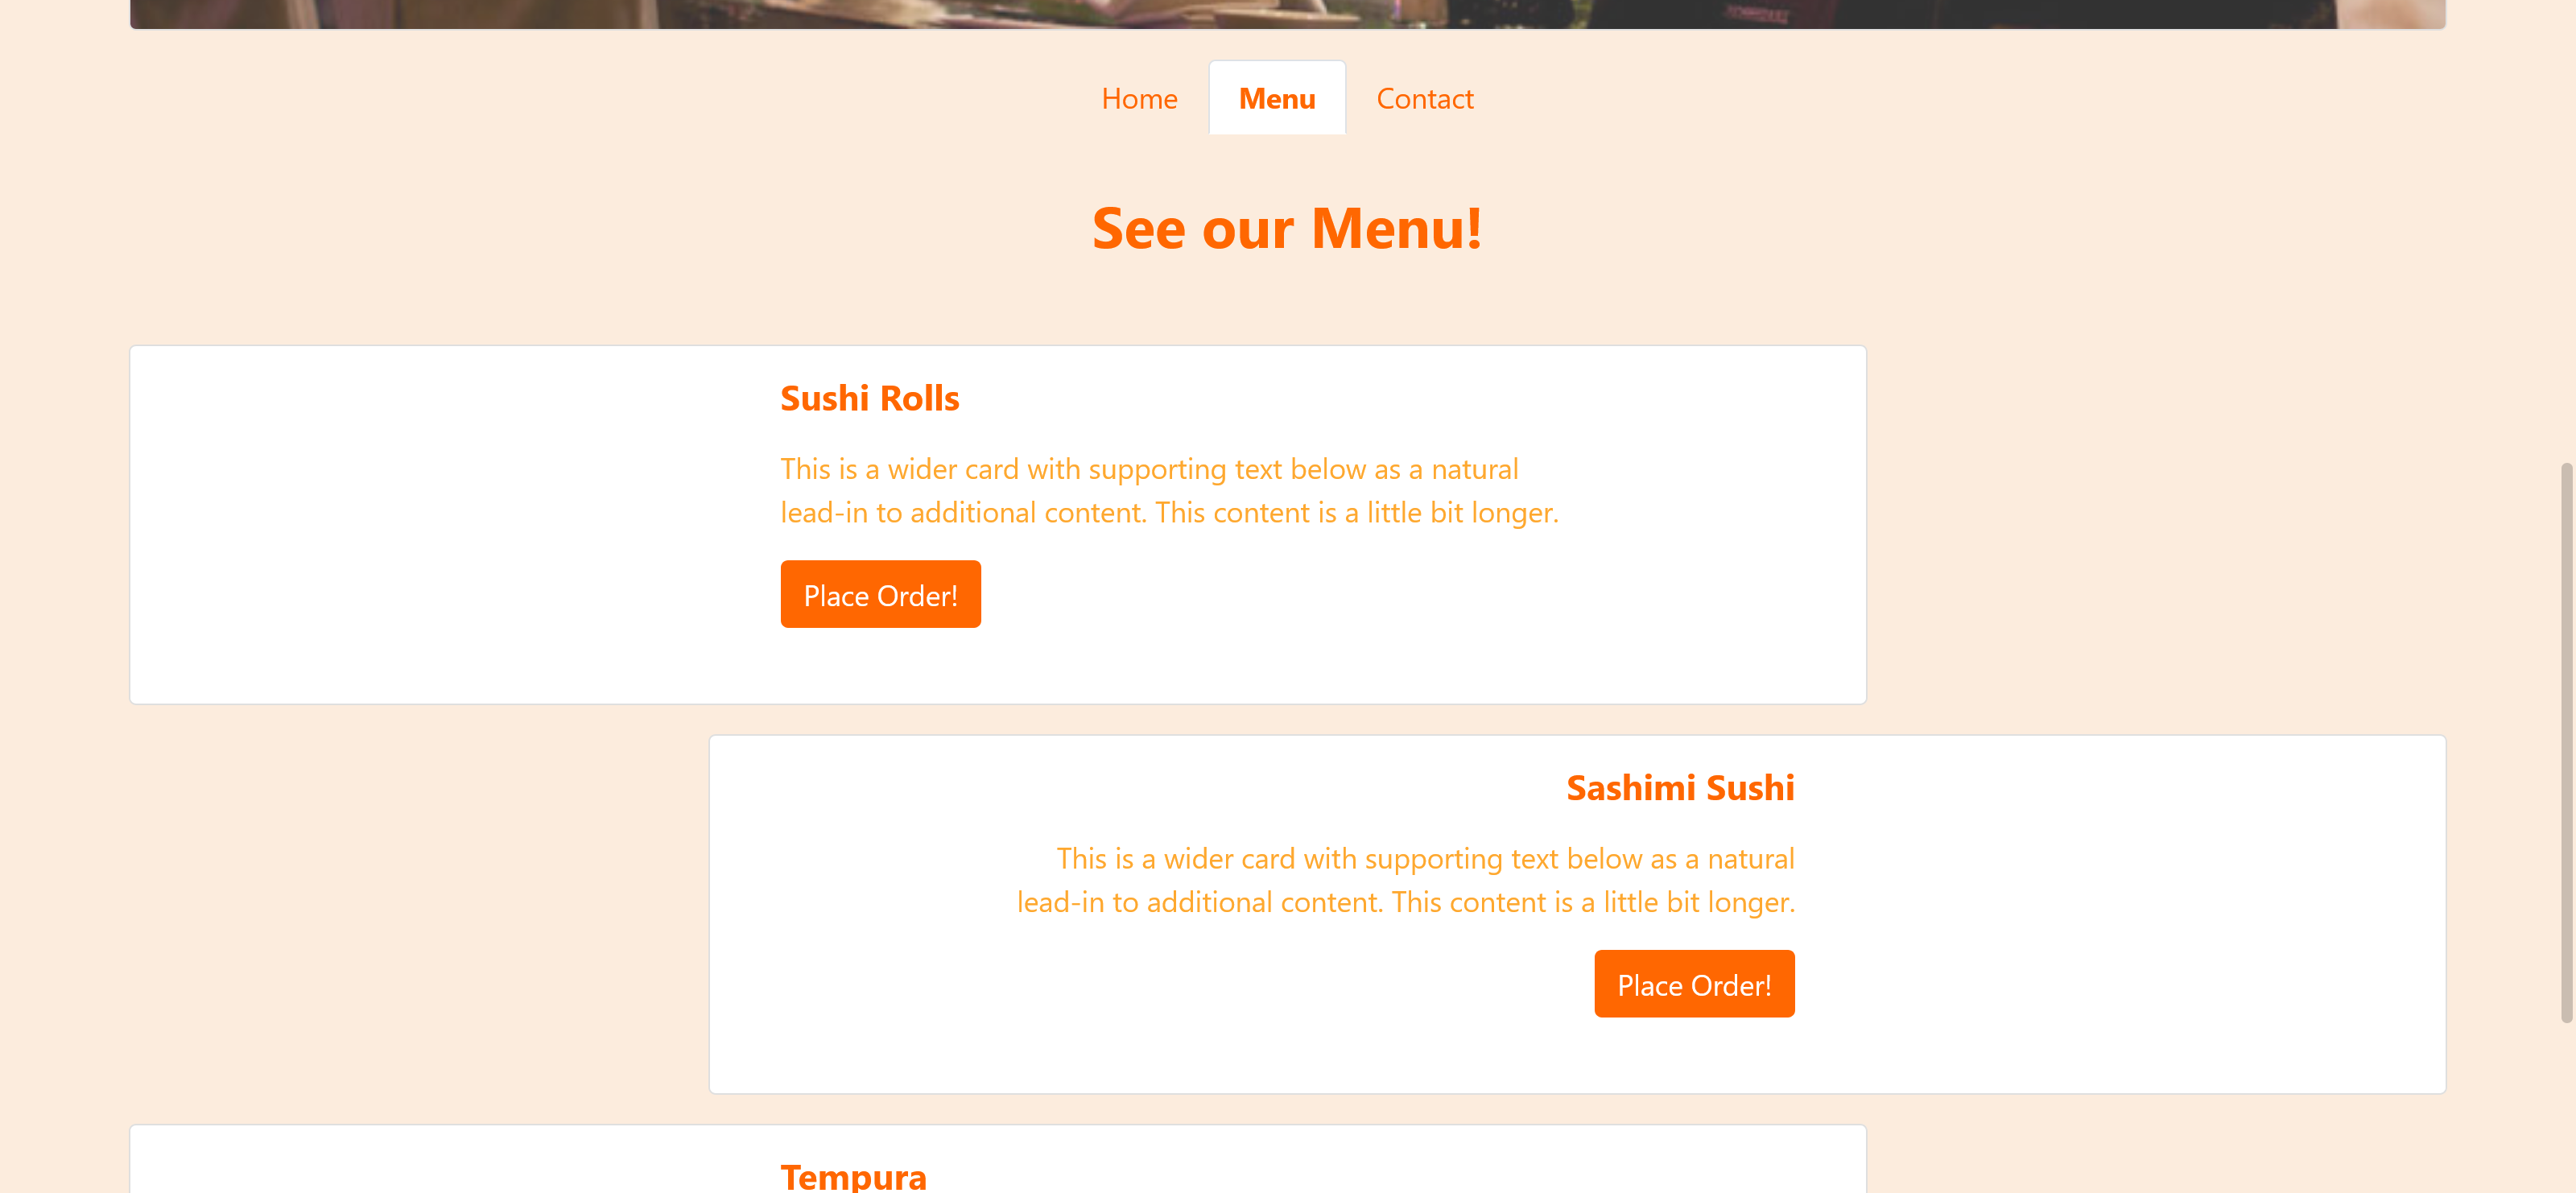 Home Menu Contact
See our Menu!
Sushi Rolls
This is a wider card with supporting text below as a natural
lead-in to additional content. This content is a little bit longer.
Place Order!
Sashimi Sushi
This is a wider card with supporting text below as a natural
lead-in to additional content. This content is a little bit longer.
Place Order!
Tempura